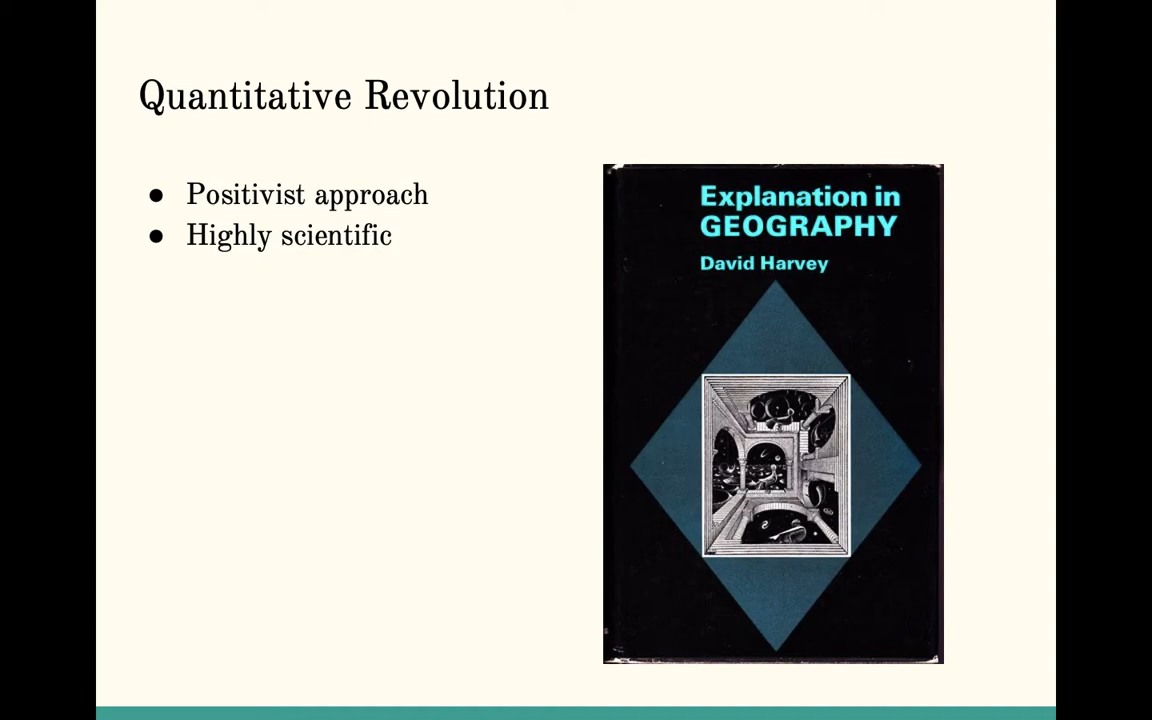 Quantitative Revolution
● Positivist approach
● Highly scientific
Explanation in
GEOGRAPHY
David Harvey